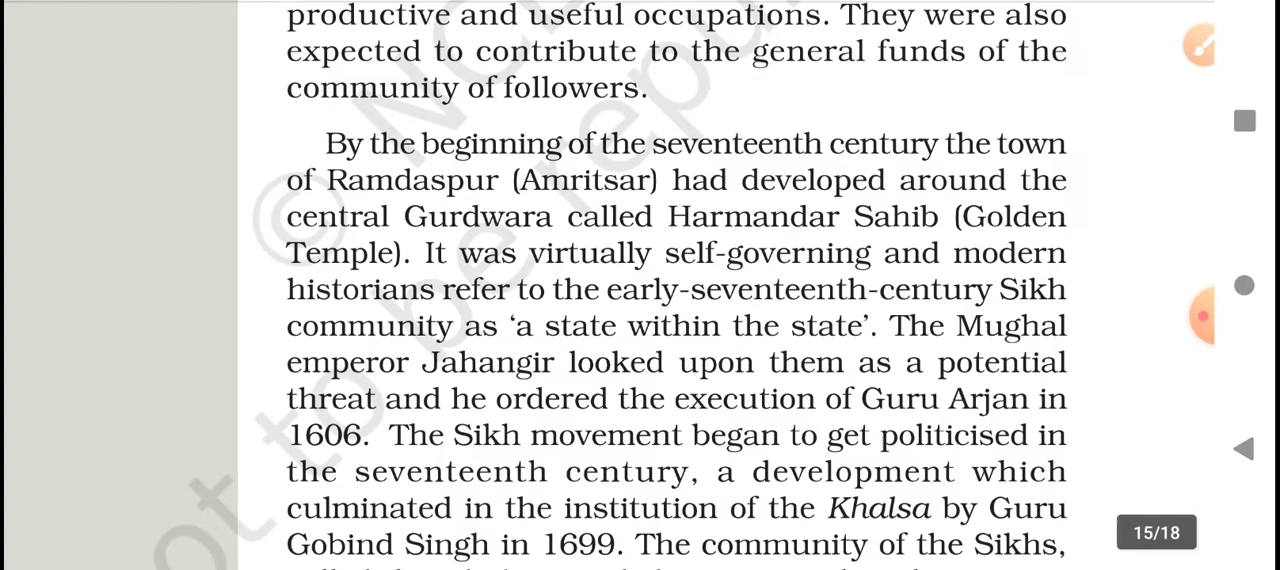 productive and useful occupations. They were also
expected to contribute to the general funds of the
community of followers.
By the beginning of the seventeenth century the town
of Ramdaspur (Amritsar) had developed around the
central Gurdwara called Harmandar Sahib (Golden
Temple). It was virtually self-governing and modern
historians refer to the early-seventeenth-century Sikh
community as ‘a state within the state’. The Mughal
emperor Jahangir looked upon them as a potential
threat and he ordered the execution of Guru Arjan in
1606. The Sikh movement began to get politicised in
the seventeenth century, a development which
culminated in the institution of the Khalsa by Guru
Gobind Singh in 1699. The community of the Sikhs,
15/18